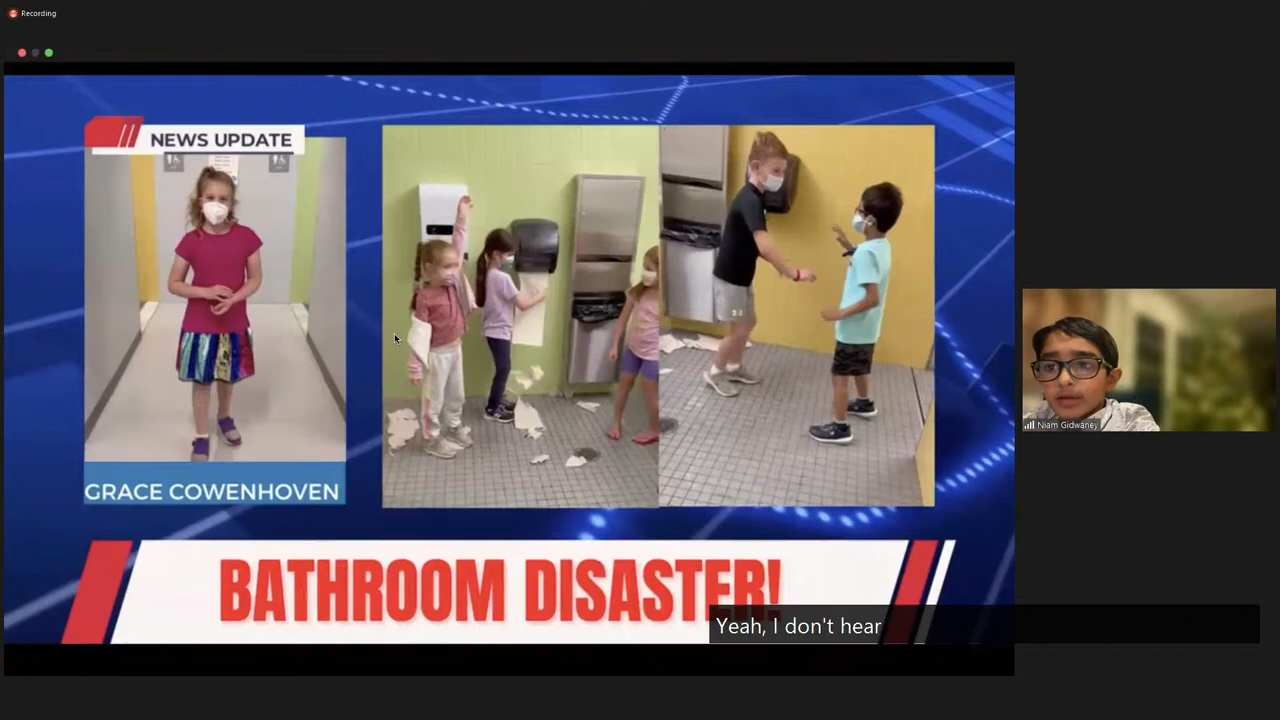 Recording
NEWS UPDATE
GRACE COWENHOVEN
BATHROOM DISASTER!
Yeah, I don't hear
Niam Gidwaney